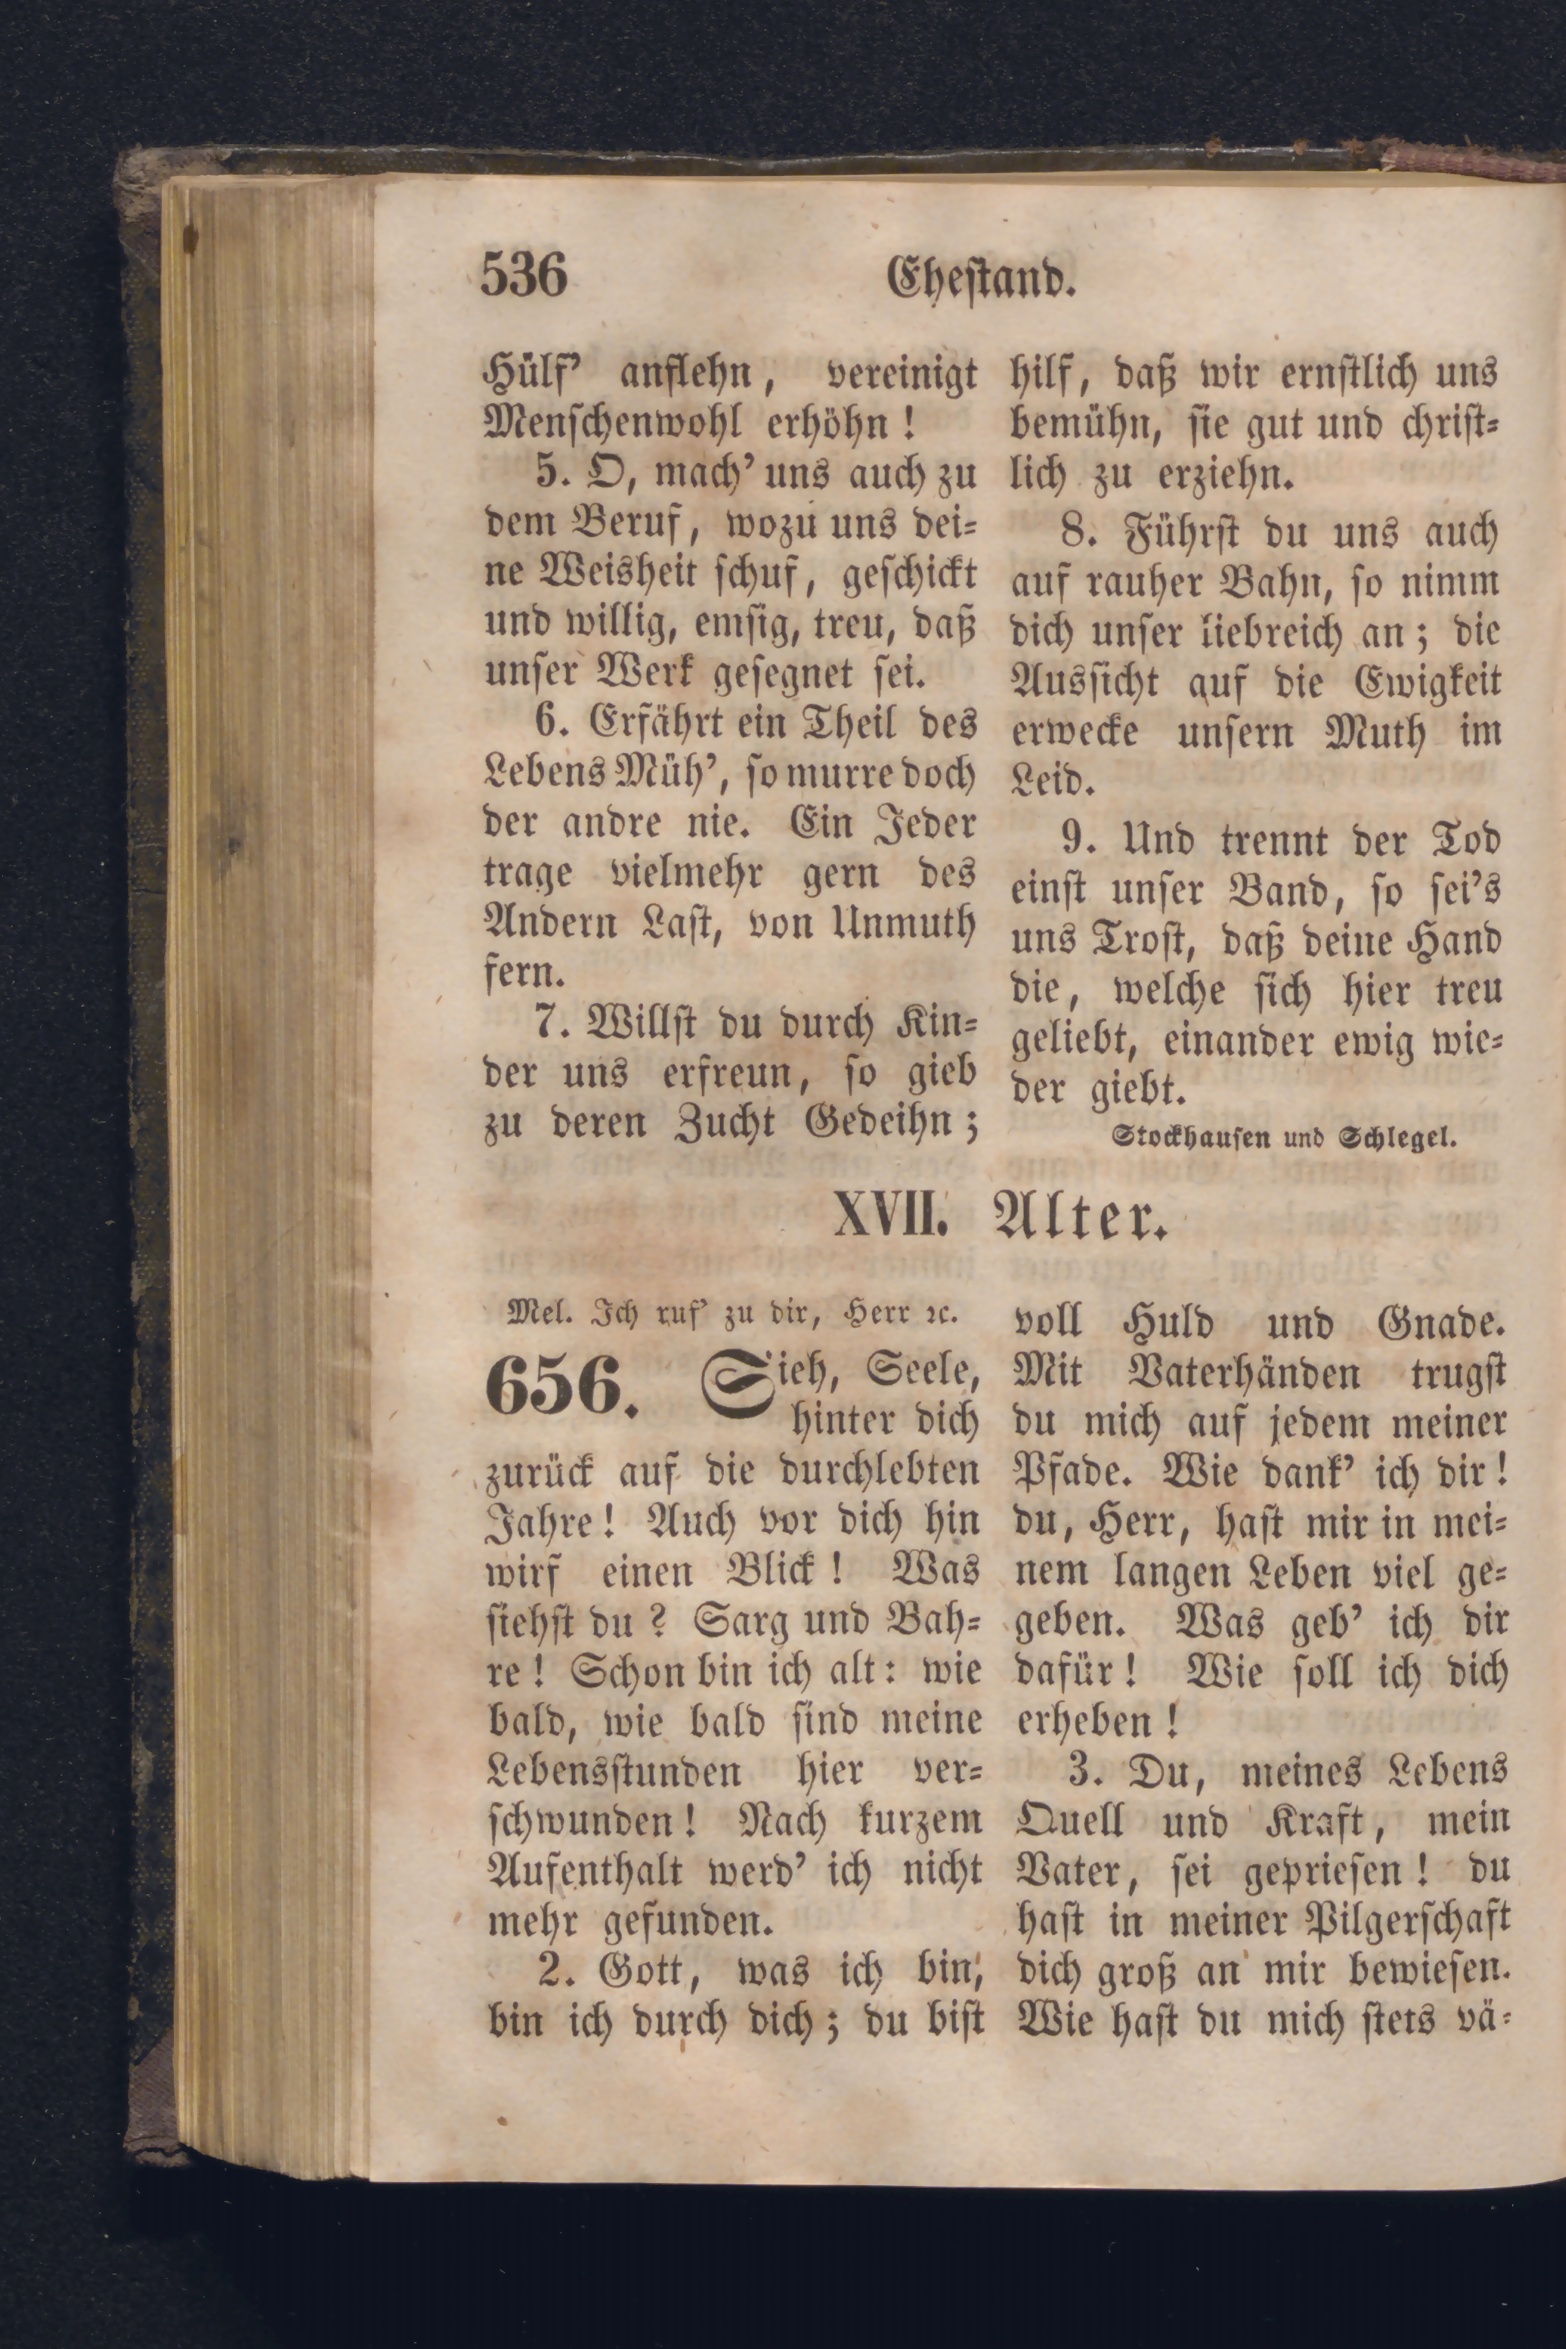 536
Ehestand.
Hülf’ anflehn, vereinigt
Menschenwohl erhöhn!
5. O, mach’ uns auch zu
dem Beruf, wozu uns dei=
ne Weisheit schuf, geschickt
und willig, emsig, treu, daß
unser Werk gesegnet sei.
6. Erfährt ein Theil des
Lebens Müh’, so murre doch
der andre nie. Ein Jeder
trage vielmehr gern des
Andern Last, von Unmuth
fern.
7. Willst du durch Kin=
der uns erfreun, so gieb
zu deren Zucht Gedeihn;
hilf, daß wir ernstlich uns
bemühn, sie gut und christ=
lich zu erziehn.
8. Führst du uns auch
auf rauher Bahn, so nimm
dich unser liebreich an; die
Aussicht auf die Ewigkeit
erwecke unsern Muth im
Leid.
9. Und trennt der Tod
einst unser Band, so sei’s
uns Trost, daß deine Hand
die, welche sich hier treu
geliebt, einander ewig wie=
der giebt.
Stockhausen und Schlegel.
XVII. Alter.
Mel. Ich ruf’ zu dir, Herr ꝛc.
656. Sieh, Seele,
hinter dich
zurück auf die durchlebten
Jahre! Auch vor dich hin
wirf einen Blick! Was
siehst du? Sarg und Bah=
re! Schon bin ich alt: wie
bald, wie bald sind meine
Lebensstunden hier ver=
schwunden! Nach kurzem
Aufenthalt werd’ ich nicht
mehr gefunden.
2. Gott, was ich bin,
bin ich durch dich; du bist
voll Huld und Gnade.
Mit Vaterhänden trugst
du mich auf jedem meiner
Pfade. Wie dank’ ich dir!
du, Herr, hast mir in mei=
nem langen Leben viel ge=
geben. Was geb’ ich dir
dafür! Wie soll ich dich
erheben!
3. Du, meines Lebens
Quell und Kraft, mein
Vater, sei gepriesen! du
hast in meiner Pilgerschaft
dich groß an mir bewiesen.
Wie hast du mich stets vä=